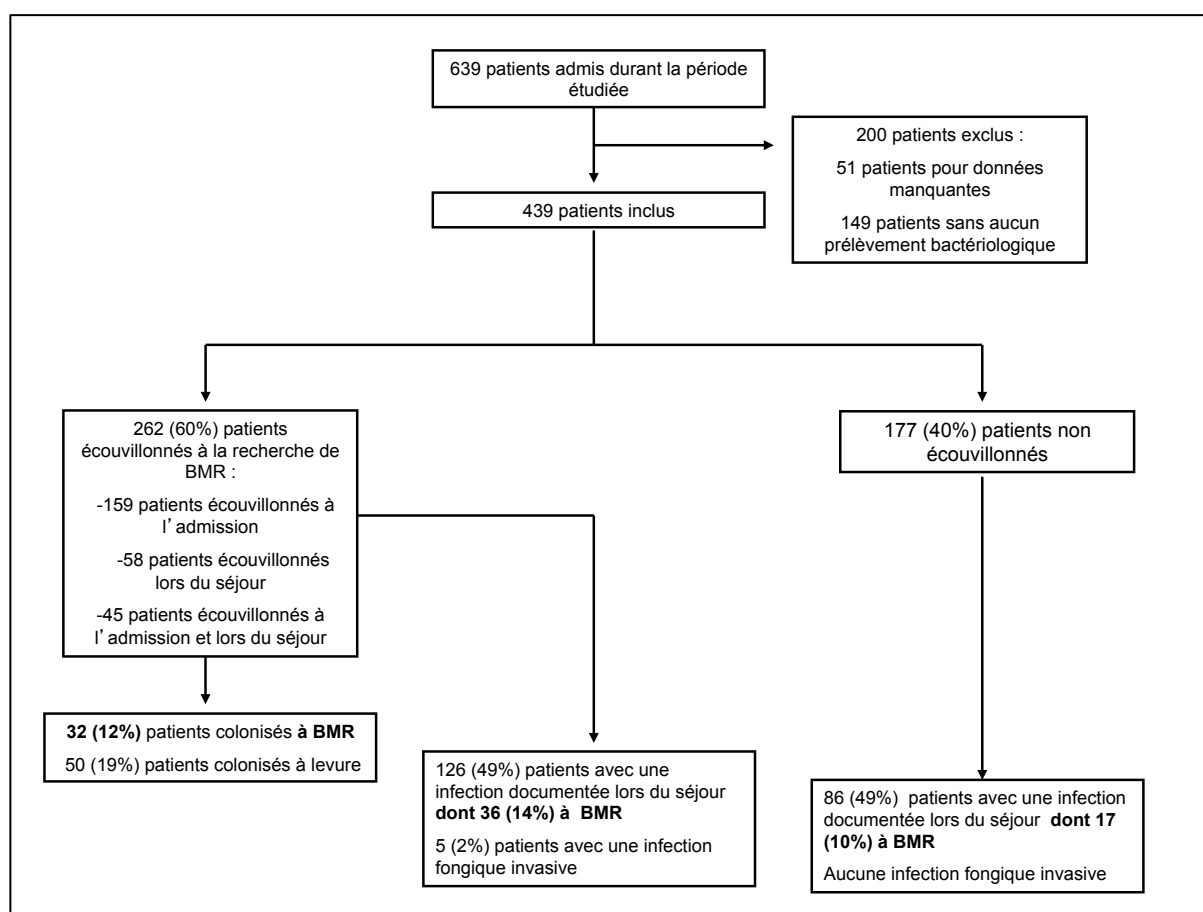 639 patients admis durant la période
étudiée
200 patients exclus :
51 patients pour données
manquantes
149 patients sans aucun
prélèvement bactériologique
439 patients inclus
262 (60%) patients
écouvillonnés à la recherche de
BMR :
-159 patients écouvillonnés à
l’admission
-58 patients écouvillonnés
lors du séjour
-45 patients écouvillonnés à
l’admission et lors du séjour
177 (40%) patients non
écouvillonnés
32 (12%) patients colonisés à BMR
50 (19%) patients colonisés à levure
126 (49%) patients avec une
infection documentée lors du séjour
dont 36 (14%) à BMR
5 (2%) patients avec une infection
fongique invasive
86 (49%) patients avec une infection
documentée lors du séjour dont 17
(10%) à BMR
Aucune infection fongique invasive